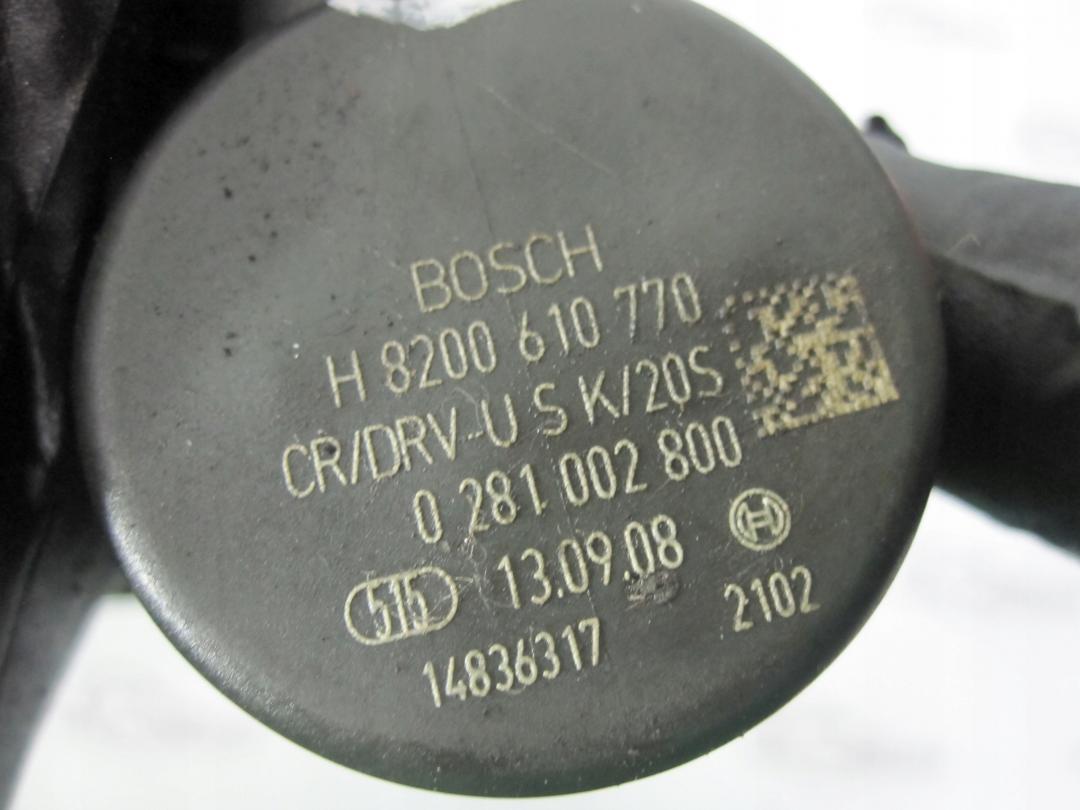 BOSCH
H 8200 610 770
CR/DRV-U S K/20S
0 281 002 800
515 13.09.08
14836317 2102